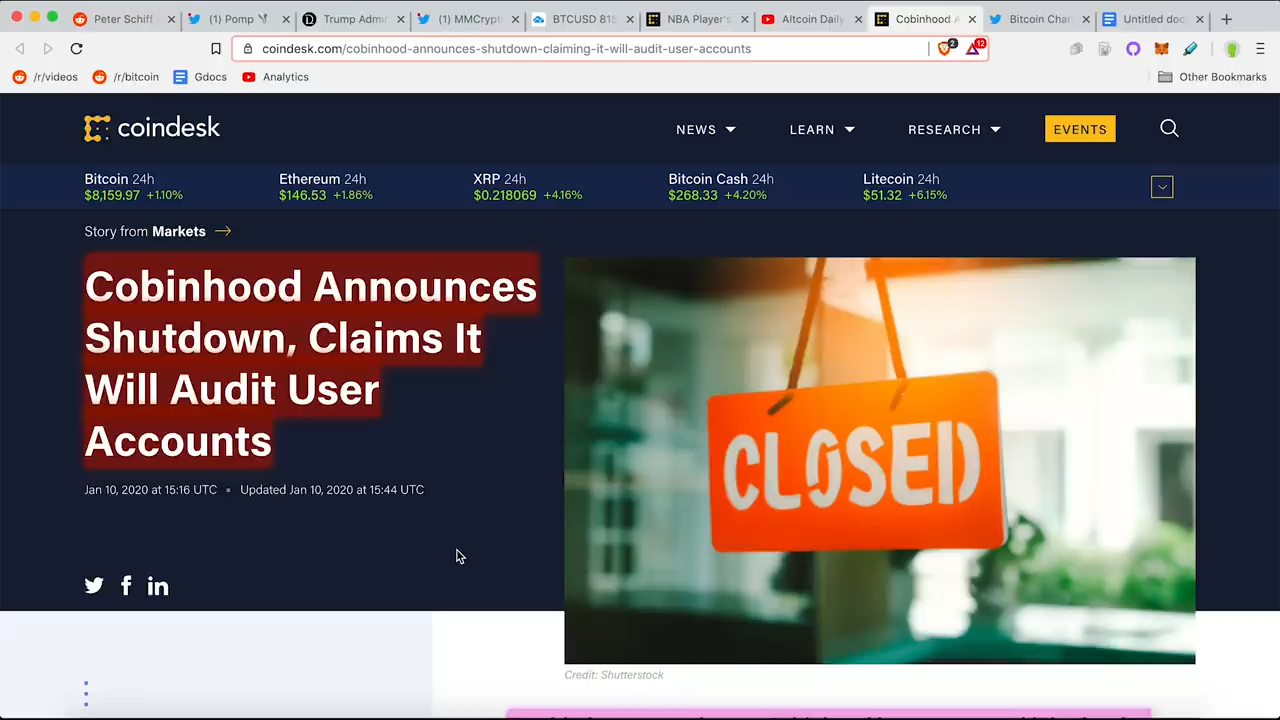 Peter Schiff
(1) Pomp
Trump Admir
(1) MMCrypt
BTCUSD 815
NBA Player's
Altcoin Daily
Cobinhood A
Bitcoin Char
Untitled doc
coindesk.com/cobinhood-announces-shutdown-claiming-it-will-audit-user-accounts
2
12
/r/videos
/r/bitcoin
Gdocs
Analytics
Other Bookmarks
coindesk
NEWS
LEARN
RESEARCH
EVENTS
Bitcoin 24h
$8,159.97 +1.10%
Ethereum 24h
$146.53 +1.86%
XRP 24h
$0.218069 +4.16%
Bitcoin Cash 24h
$268.33 +4.20%
Litecoin 24h
$51.32 +6.15%
Story from Markets
Cobinhood Announces
Shutdown, Claims It
Will Audit User
Accounts
Jan 10, 2020 at 15:16 UTC
Updated Jan 10, 2020 at 15:44 UTC
CLOSED
Credit: Shutterstock